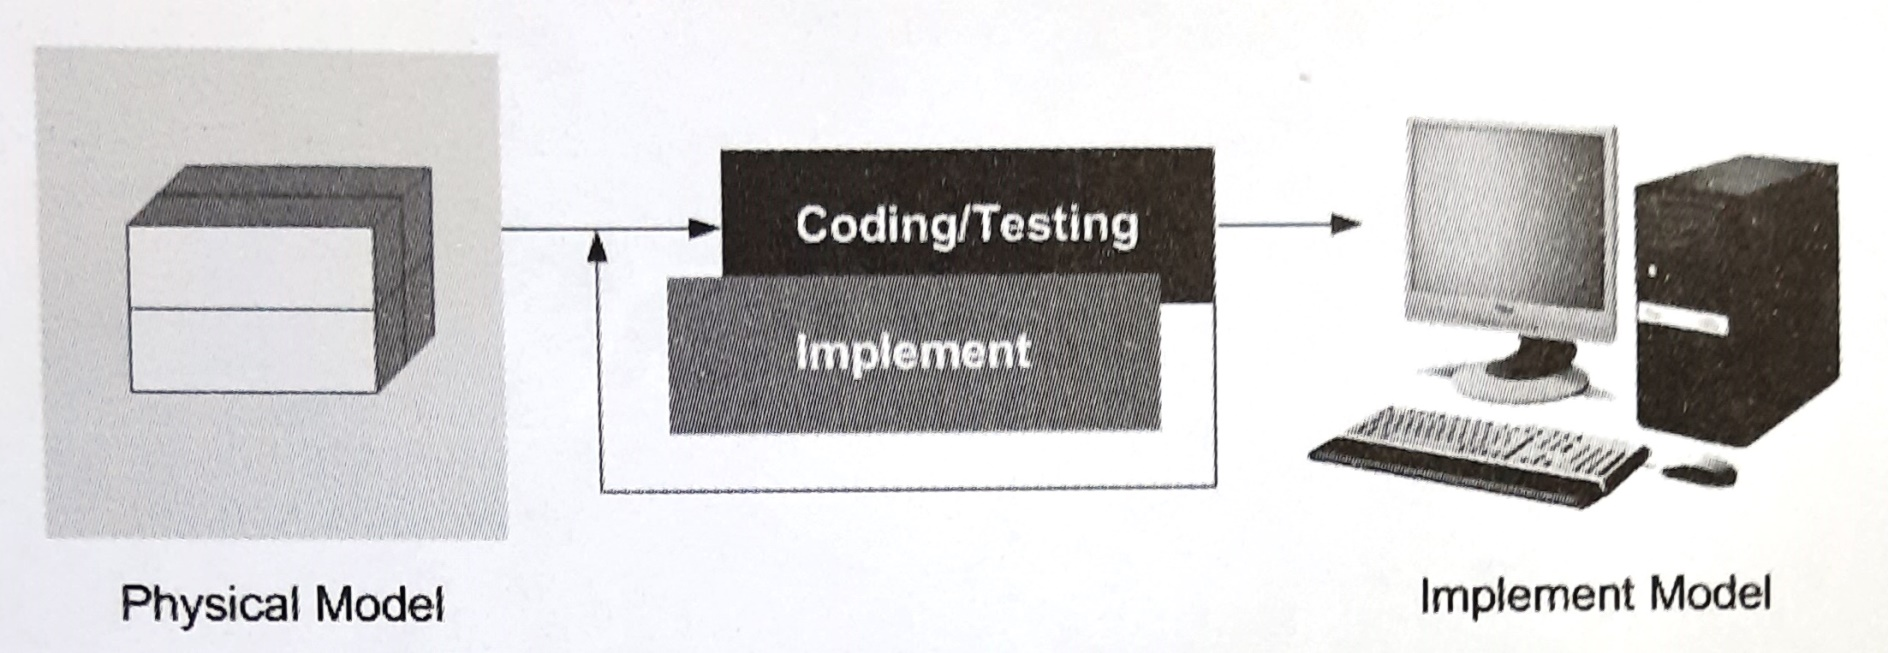 Coding/Testing
Implement
Physical Model
Implement Model